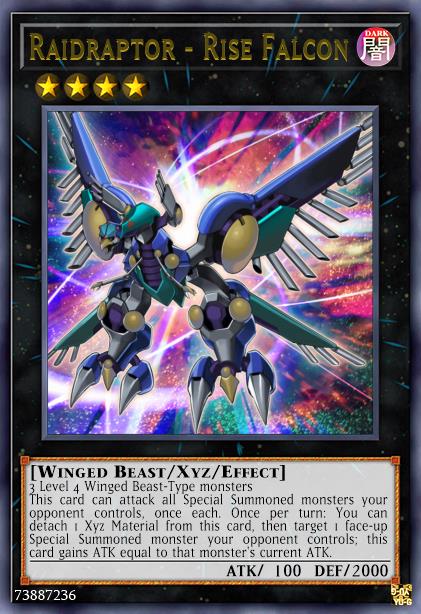 Raidraptor - Rise Falcon
DARK
闇
[Winged Beast/Xyz/Effect]
3 Level 4 Winged Beast-Type monsters
This card can attack all Special Summoned monsters your
opponent controls, once each. Once per turn: You can
detach 1 Xyz Material from this card, then target 1 face-up
Special Summoned monster your opponent controls; this
card gains ATK equal to that monster's current ATK.
ATK/ 100 DEF/2000
73887236